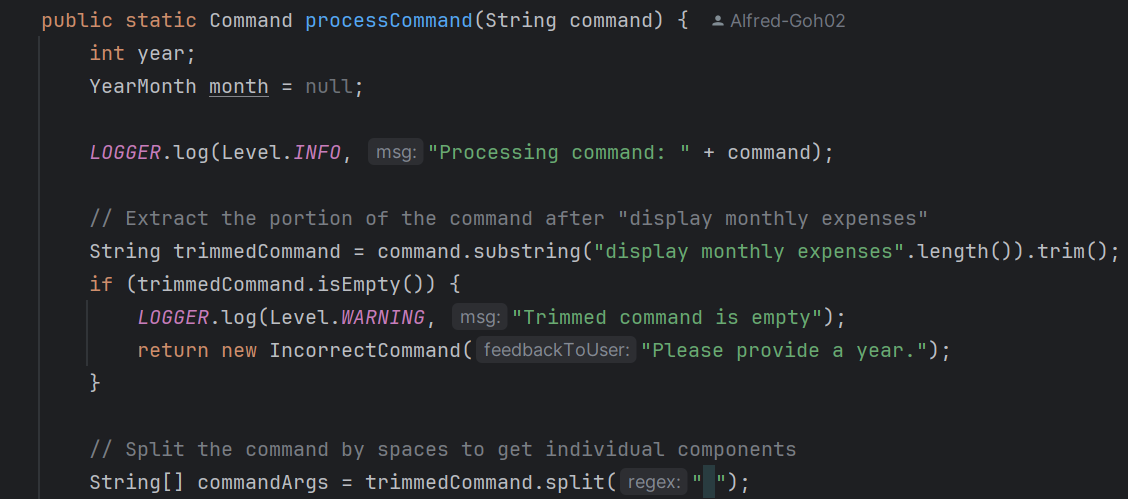 public static Command processCommand(String command) { Alfred-Goh02
    int year;
    YearMonth month = null;

    LOGGER.log(Level.INFO, msg: "Processing command: " + command);

    // Extract the portion of the command after "display monthly expenses"
    String trimmedCommand = command.substring("display monthly expenses".length()).trim();
    if (trimmedCommand.isEmpty()) {
        LOGGER.log(Level.WARNING, msg: "Trimmed command is empty");
        return new IncorrectCommand( feedbackToUser: "Please provide a year.");
    }

    // Split the command by spaces to get individual components
    String[] commandArgs = trimmedCommand.split( regex: " ");